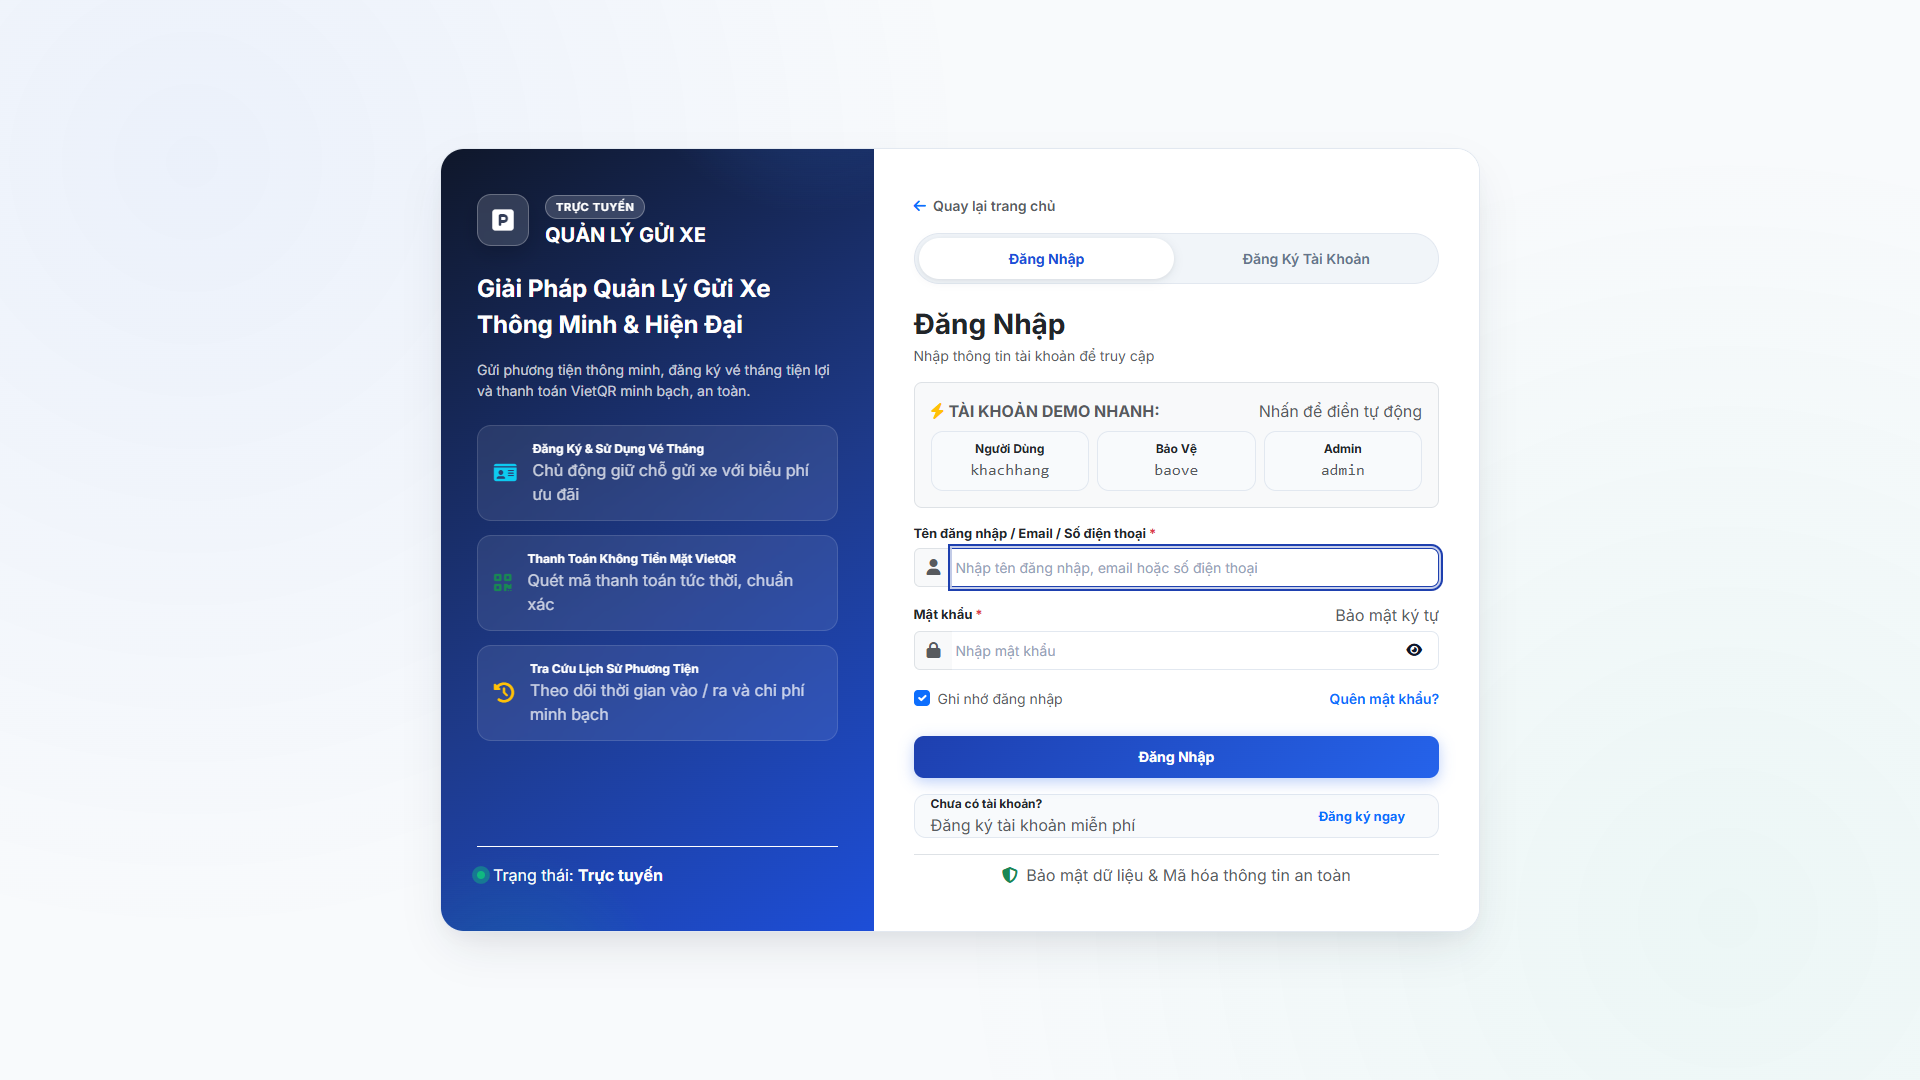 TRỰC TUYẾN
QUẢN LÝ GỬI XE
Giải Pháp Quản Lý Gửi Xe
Thông Minh & Hiện Đại
Gửi phương tiện thông minh, đăng ký vé tháng tiện lợi
và thanh toán VietQR minh bạch, an toàn.
Đăng Ký & Sử Dụng Vé Tháng
Chủ động giữ chỗ gửi xe với biểu phí
ưu đãi
Thanh Toán Không Tiền Mặt VietQR
Quét mã thanh toán tức thời, chuẩn
xác
Tra Cứu Lịch Sử Phương Tiện
Theo dõi thời gian vào / ra và chi phí
minh bạch
Trạng thái: Trực tuyến
Quay lại trang chủ
Đăng Nhập
Đăng Ký Tài Khoản
Đăng Nhập
Nhập thông tin tài khoản để truy cập
TÀI KHOẢN DEMO NHANH:
Nhấn để điền tự động
Người Dùng
khachhang
Bảo Vệ
baove
Admin
admin
Tên đăng nhập / Email / Số điện thoại *
Nhập tên đăng nhập, email hoặc số điện thoại
Mật khẩu *
Bảo mật ký tự
Nhập mật khẩu
Ghi nhớ đăng nhập
Quên mật khẩu?
Đăng Nhập
Chưa có tài khoản?
Đăng ký tài khoản miễn phí
Đăng ký ngay
Bảo mật dữ liệu & Mã hóa thông tin an toàn